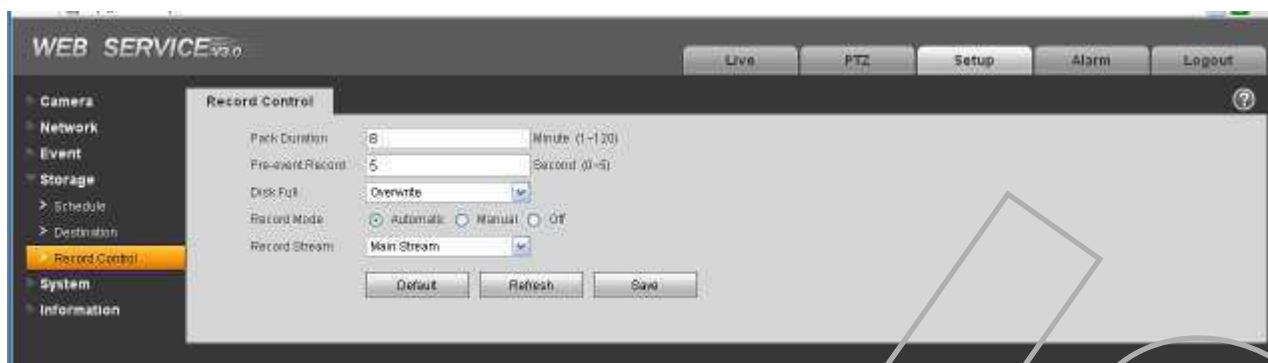 WEB SERVICE V3.0
Live PTZ Setup Alarm Logout
Camera
Network
Event
Storage
> Schedule
> Destination
> Record Control
System
Information
Record Control ?
Pack Duration 8 Minute (1~120)
Pre-event Record 5 Second (0~5)
Disk Full Overwrite
Record Mode Automatic Manual Off
Record Stream Main Stream
Default Refresh Save